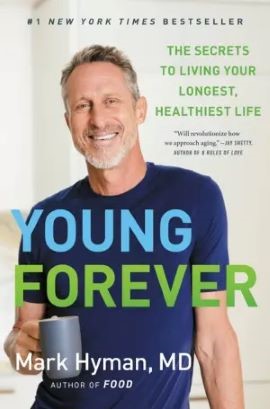 #1 NEW YORK TIMES BESTSELLER
THE SECRETS
TO LIVING YOUR
LONGEST,
HEALTHIEST LIFE
"Will revolutionize how
we approach aging." —JAY SHETTY,
AUTHOR OF 8 RULES OF LOVE
YOUNG
FOREVER
Mark Hyman, MD
AUTHOR OF FOOD